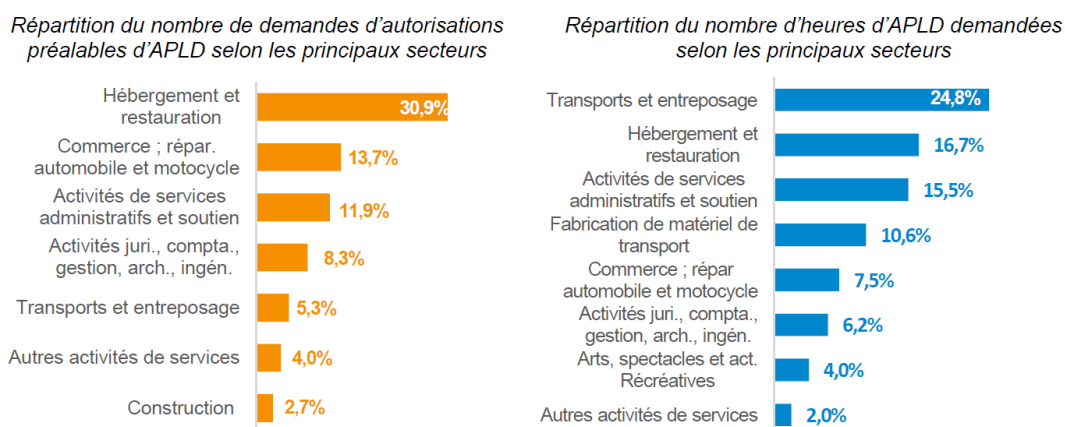 Répartition du nombre de demandes d'autorisations
préalables d'APLD selon les principaux secteurs
Hébergement et
restauration
30,9%
Commerce ; répar.
automobile et motocycle
13,7%
Activités de services
administratifs et soutien
11,9%
Activités juri., compta.,
gestion, arch., ingén.
8,3%
Transports et entreposage
5,3%
Autres activités de services
4,0%
Construction
2,7%
Répartition du nombre d'heures d'APLD demandées
selon les principaux secteurs
Transports et entreposage
24,8%
Hébergement et
restauration
16,7%
Activités de services
administratifs et soutien
15,5%
Fabrication de matériel de
transport
10,6%
Commerce ; répar
automobile et motocycle
7,5%
Activités juri., compta.,
gestion, arch., ingén.
6,2%
Arts, spectacles et act.
Récréatives
4,0%
Autres activités de services
2,0%